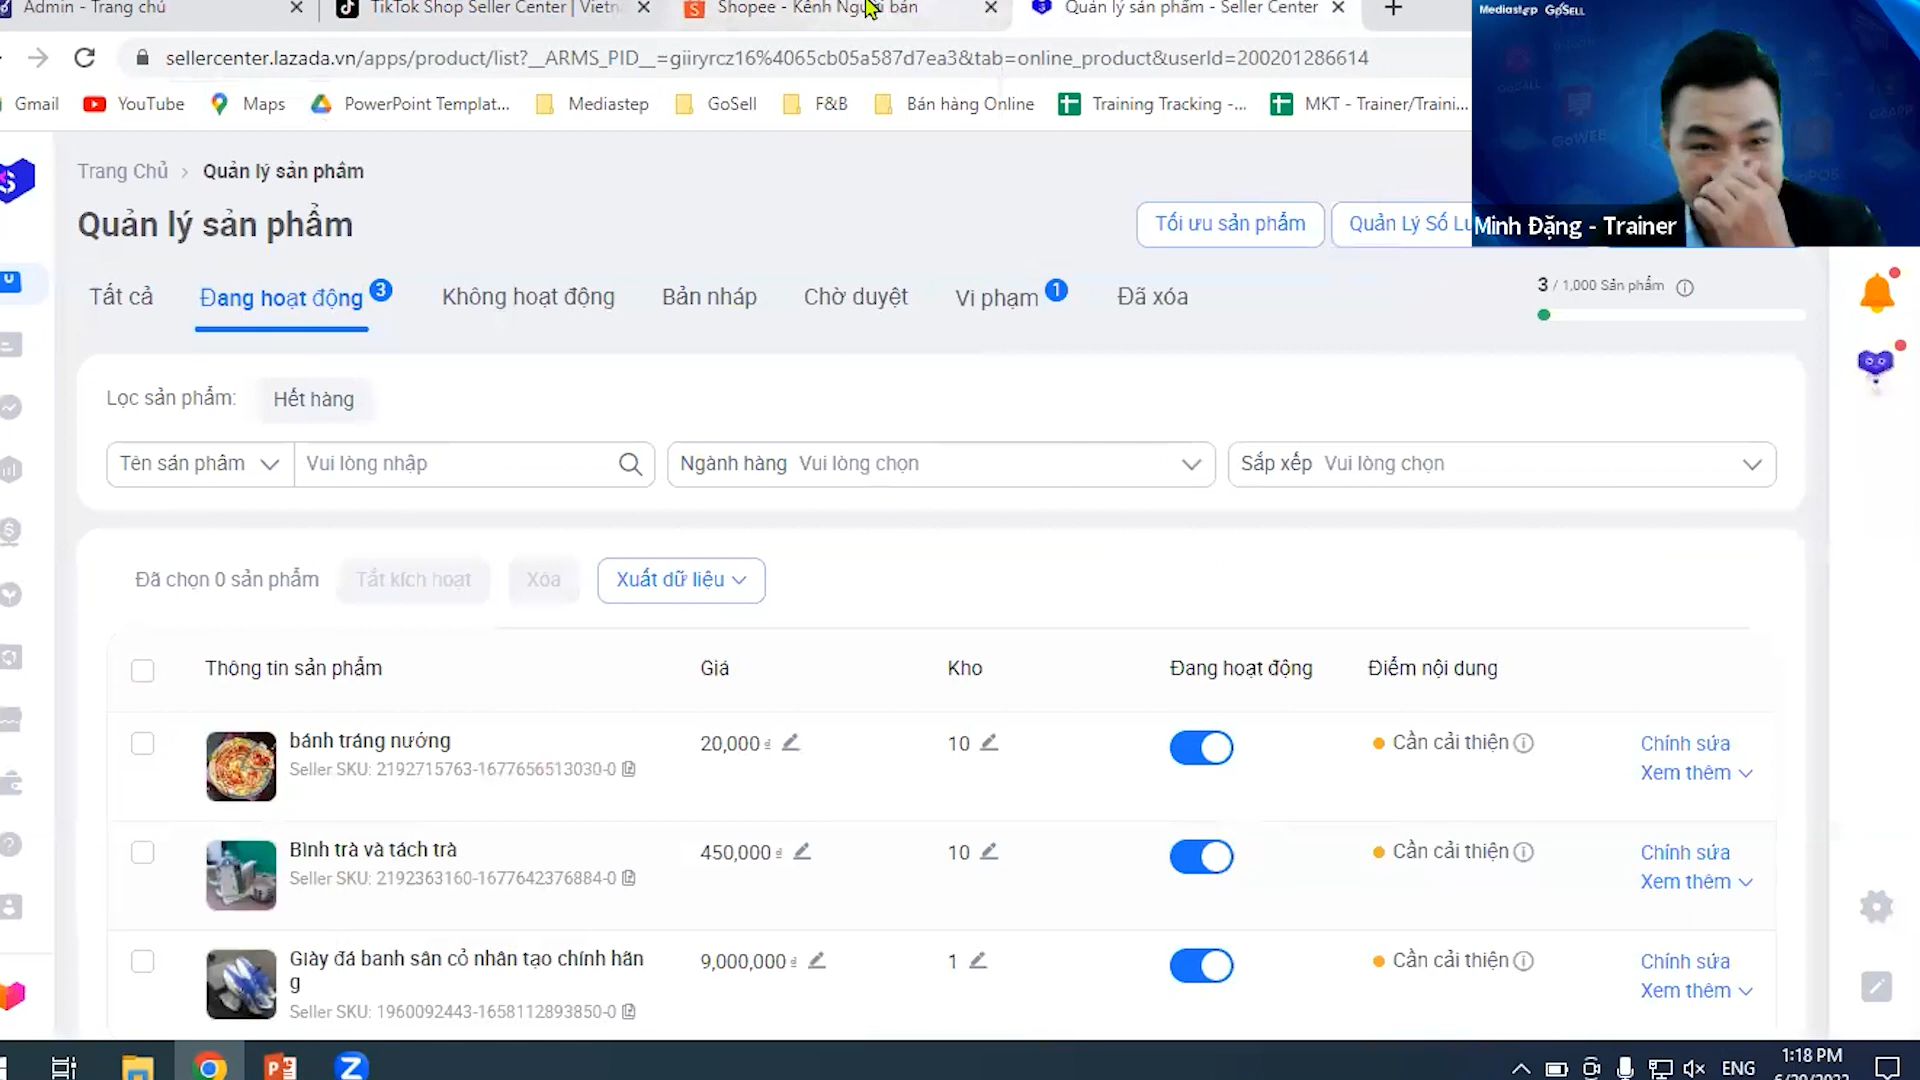 Admin - Trang chủ
TikTok Shop Seller Center | Vietn
Shopee - Kênh Người bán
Quản lý sản phẩm - Seller Center
sellercenter.lazada.vn/apps/product/list?__ARMS_PID__=giiryrcz16%4065cb05a587d7ea3&tab=online_product&userId=200201286614
Gmail
YouTube
Maps
PowerPoint Templat...
Mediastep
GoSell
F&B
Bán hàng Online
Training Tracking -...
MKT - Trainer/Traini...
Mediastep GoSELL
GoWEB
Minh Đặng - Trainer
Trang Chủ > Quản lý sản phẩm
Quản lý sản phẩm
Tối ưu sản phẩm
Quản Lý Số Lư
Tất cả
Đang hoạt động 3
Không hoạt động
Bản nháp
Chờ duyệt
Vi phạm 1
Đã xóa
3 / 1,000 Sản phẩm
Lọc sản phẩm:
Hết hàng
Tên sản phẩm
Vui lòng nhập
Ngành hàng Vui lòng chọn
Sắp xếp Vui lòng chọn
Đã chọn 0 sản phẩm
Tắt kích hoạt
Xóa
Xuất dữ liệu
Thông tin sản phẩm
Giá
Kho
Đang hoạt động
Điểm nội dung
bánh tráng nướng
Seller SKU: 2192715763-1677656513030-0
20,000 ₫
10
Cần cải thiện
Chỉnh sửa
Xem thêm
Bình trà và tách trà
Seller SKU: 2192363160-1677642376884-0
450,000 ₫
10
Cần cải thiện
Chỉnh sửa
Xem thêm
Giày đá banh sân cỏ nhân tạo chính hãn
g
Seller SKU: 1960092443-1658112893850-0
9,000,000 ₫
1
Cần cải thiện
Chỉnh sửa
Xem thêm
ENG
1:18 PM